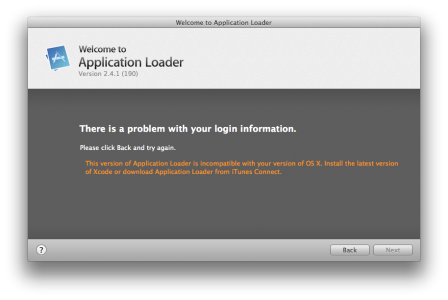 Welcome to Application Loader
Welcome to
Application Loader
Version 2.4.1 (190)
There is a problem with your login information.
Please click Back and try again.
This version of Application Loader is incompatible with your version of OS X. Install the latest version
of Xcode or download Application Loader from iTunes Connect.
?
Back
Next